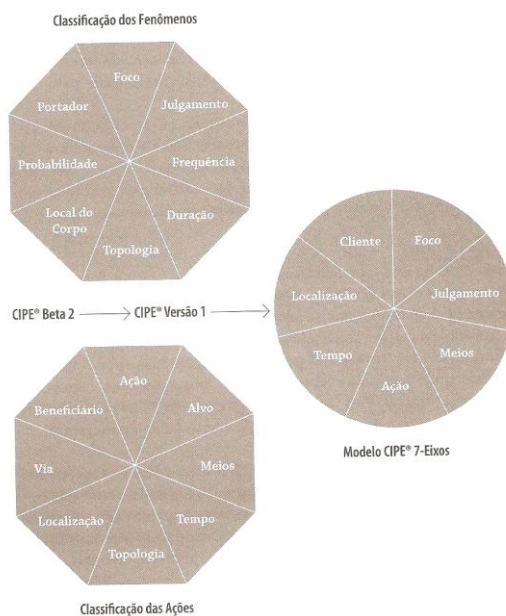 Classificação dos Fenômenos
Foco
Julgamento
Frequência
Duração
Topologia
Local do
Corpo
Probabilidade
Portador
CIPE® Beta 2
CIPE® Versão 1
Cliente
Foco
Julgamento
Meios
Ação
Tempo
Localização
Modelo CIPE® 7-Eixos
Ação
Alvo
Meios
Tempo
Topologia
Localização
Via
Beneficiário
Classificação das Ações